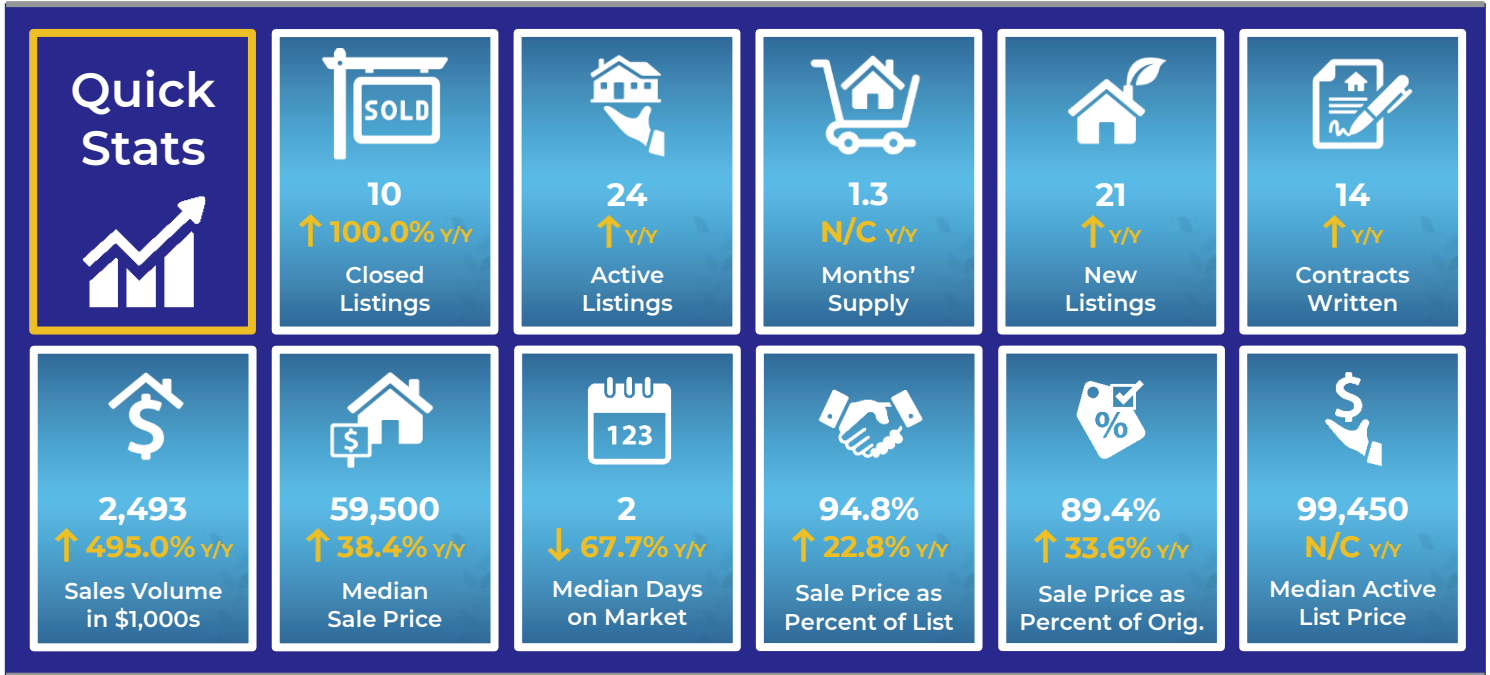 Quick
Stats
SOLD
10
↑ 100.0% Y/Y
Closed
Listings
24
↑ Y/Y
Active
Listings
1.3
N/C Y/Y
Months’
Supply
21
↑ Y/Y
New
Listings
14
↑ Y/Y
Contracts
Written
$
2,493
↑ 495.0% Y/Y
Sales Volume
in $1,000s
$
59,500
↑ 38.4% Y/Y
Median
Sale Price
123
2
↓ 67.7% Y/Y
Median Days
on Market
94.8%
↑ 22.8% Y/Y
Sale Price as
Percent of List
%
89.4%
↑ 33.6% Y/Y
Sale Price as
Percent of Orig.
$
99,450
N/C Y/Y
Median Active
List Price